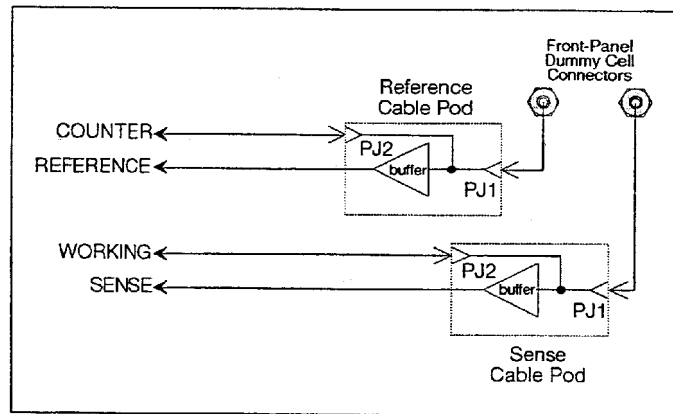 Front-Panel
Dummy Cell
Connectors
Reference
Cable Pod
COUNTER
PJ2
REFERENCE
buffer
PJ1
WORKING
PJ2
SENSE
buffer
PJ1
Sense
Cable Pod